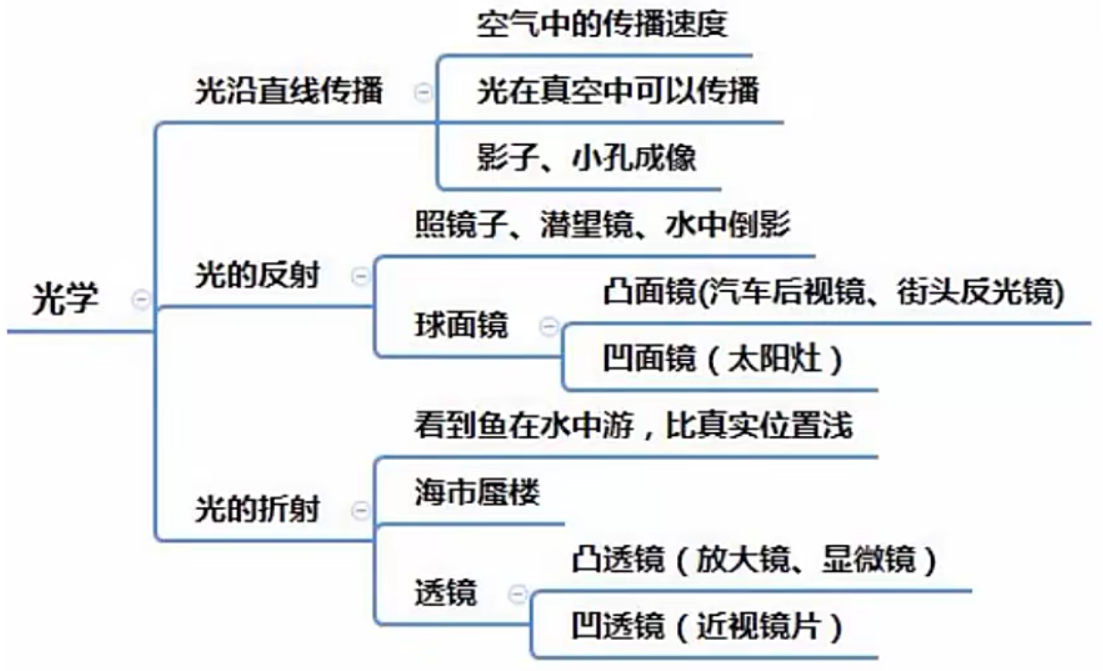 空气中的传播速度
光沿直线传播
光在真空中可以传播
影子、小孔成像
照镜子、潜望镜、水中倒影
光的反射
光学
凸面镜(汽车后视镜、街头反光镜)
球面镜
凹面镜（太阳灶）
看到鱼在水中游，比真实位置浅
海市蜃楼
光的折射
凸透镜（放大镜、显微镜）
透镜
凹透镜（近视镜片）